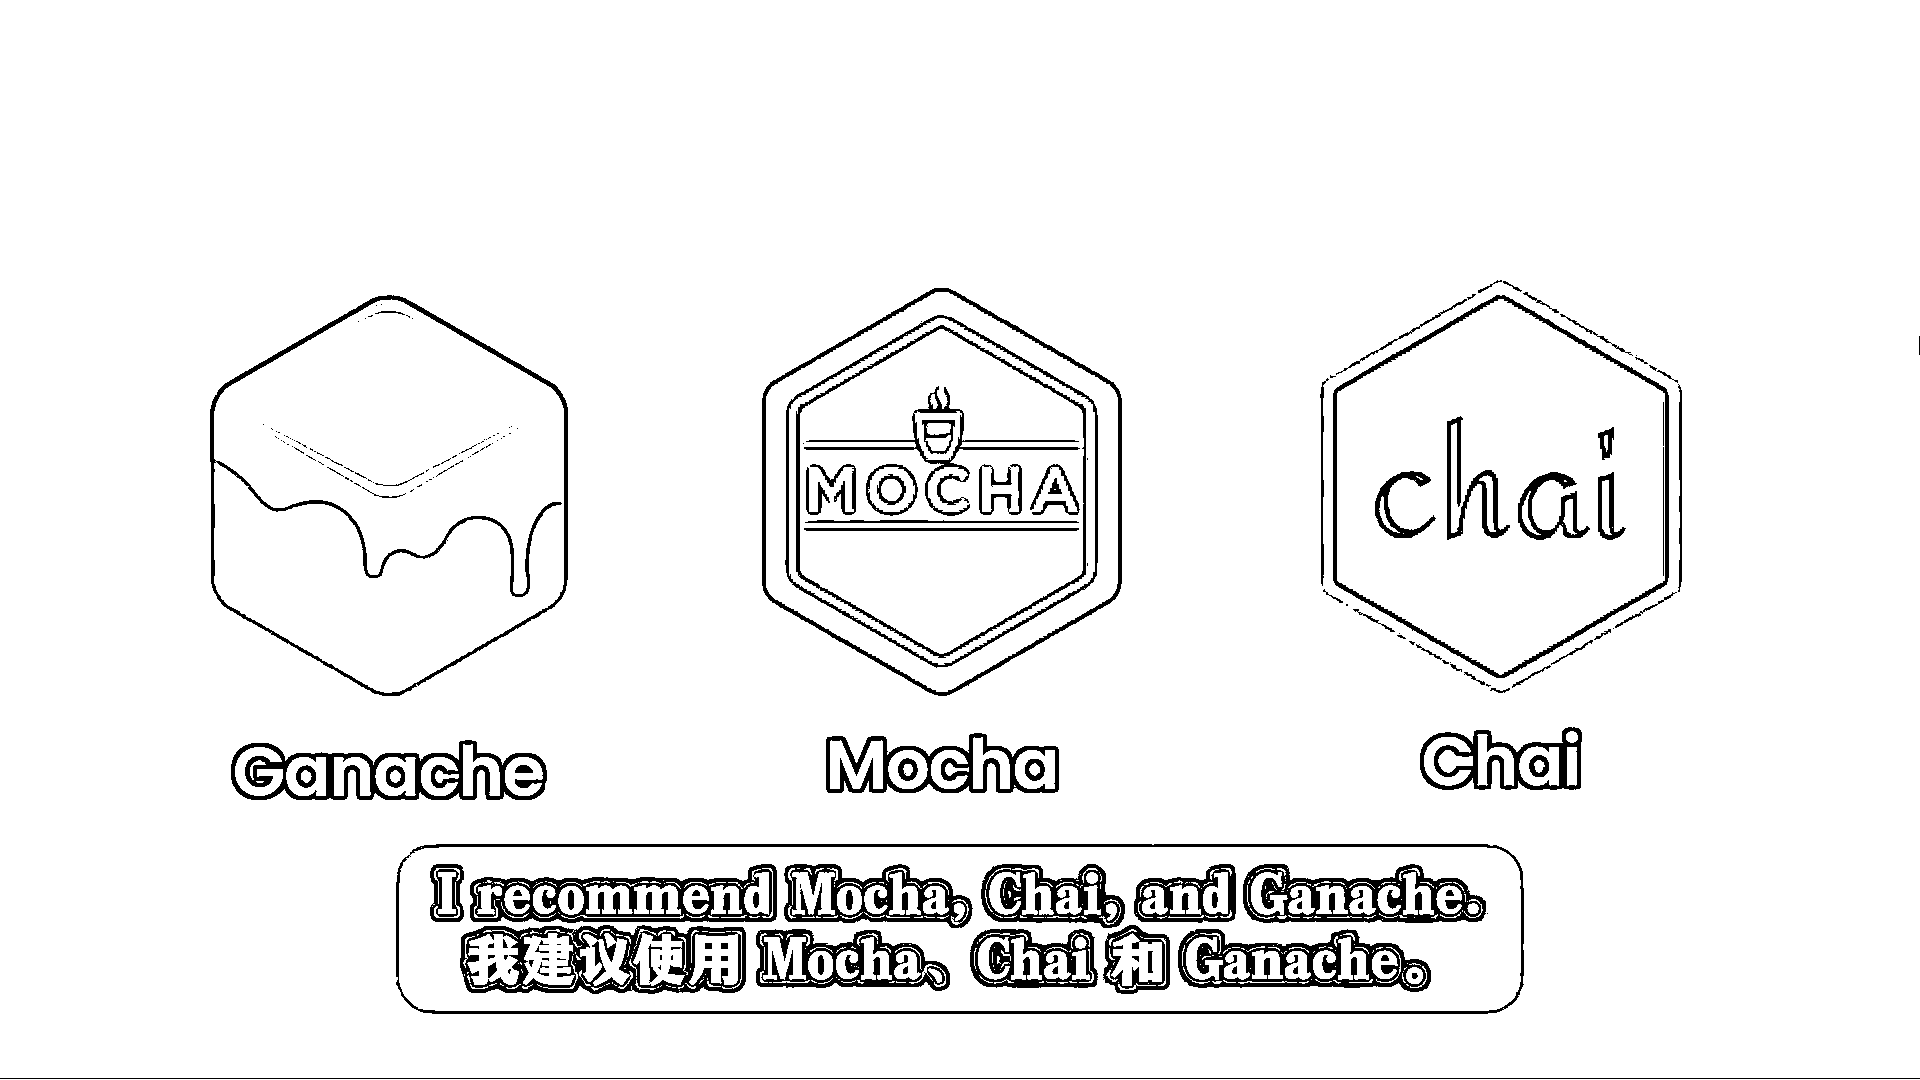 MOCHA
chai
Ganache
Mocha
Chai
I recommend Mocha, Chai, and Ganache.
我建议使用 Mocha、Chai 和 Ganache。